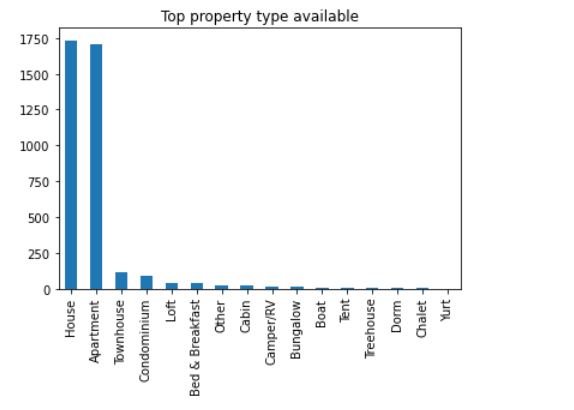 Top property type available
1750
1500
1250
1000
750
500
250
0
House
Apartment
Townhouse
Condominium
Loft
Bed & Breakfast
Other
Cabin
Camper/RV
Bungalow
Boat
Tent
Treehouse
Dorm
Chalet
Yurt